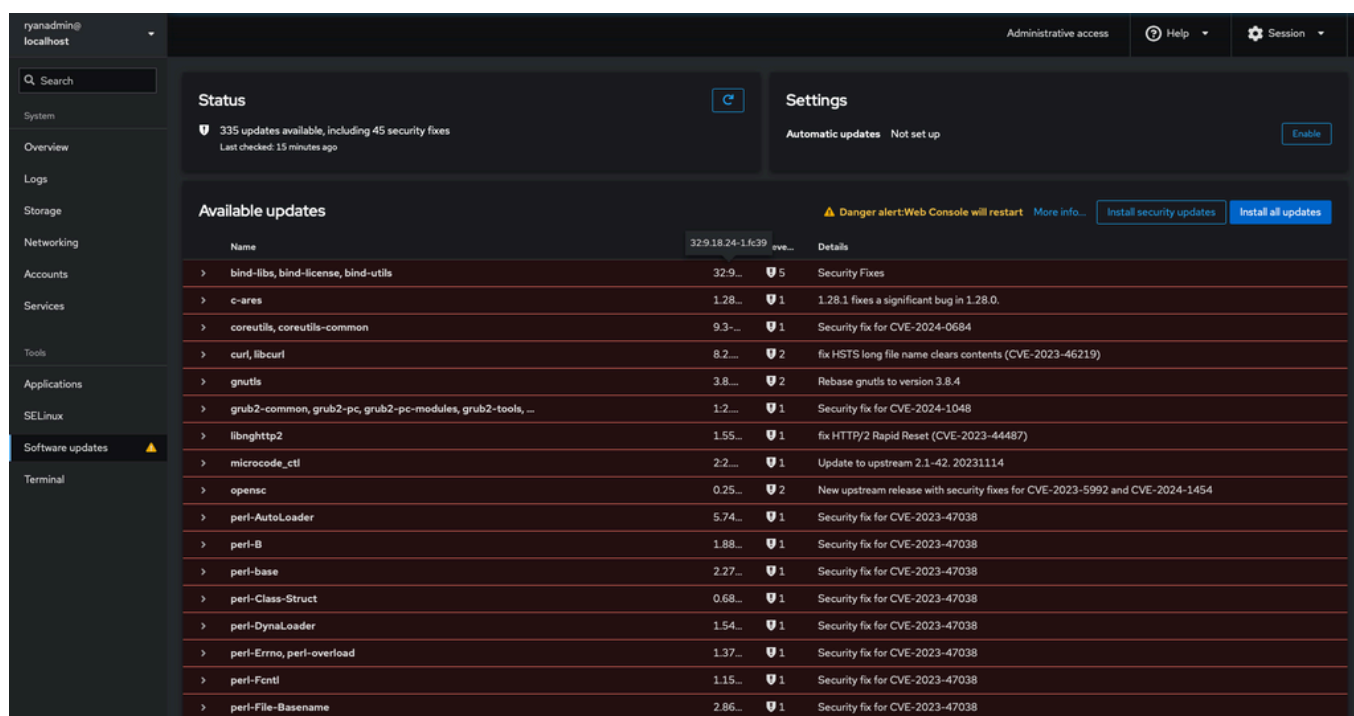 ryanadmin@
localhost
Administrative access
Help
Session
Search
System
Overview
Logs
Storage
Networking
Accounts
Services
Tools
Applications
SELinux
Software updates
Terminal
Status
335 updates available, including 45 security fixes
Last checked: 15 minutes ago
Settings
Automatic updates Not set up
Enable
Available updates
Danger alert:Web Console will restart More info... Install security updates Install all updates
32:9.18.24-1.fc39
Name eve... Details
bind-libs, bind-license, bind-utils 32:9... 5 Security Fixes
c-ares 1.28... 1 1.28.1 fixes a significant bug in 1.28.0.
coreutils, coreutils-common 9.3-... 1 Security fix for CVE-2024-0684
curl, libcurl 8.2.... 2 fix HSTS long file name clears contents (CVE-2023-46219)
gnutls 3.8.... 2 Rebase gnutls to version 3.8.4
grub2-common, grub2-pc, grub2-pc-modules, grub2-tools, ... 1:2.... 1 Security fix for CVE-2024-1048
libnghttp2 1.55... 1 fix HTTP/2 Rapid Reset (CVE-2023-44487)
microcode_ctl 2:2.... 1 Update to upstream 2.1-42. 20231114
opensc 0.25... 2 New upstream release with security fixes for CVE-2023-5992 and CVE-2024-1454
perl-AutoLoader 5.74... 1 Security fix for CVE-2023-47038
perl-B 1.88... 1 Security fix for CVE-2023-47038
perl-base 2.27... 1 Security fix for CVE-2023-47038
perl-Class-Struct 0.68... 1 Security fix for CVE-2023-47038
perl-DynaLoader 1.54... 1 Security fix for CVE-2023-47038
perl-Errno, perl-overload 1.37... 1 Security fix for CVE-2023-47038
perl-Fcntl 1.15... 1 Security fix for CVE-2023-47038
perl-File-Basename 2.86... 1 Security fix for CVE-2023-47038